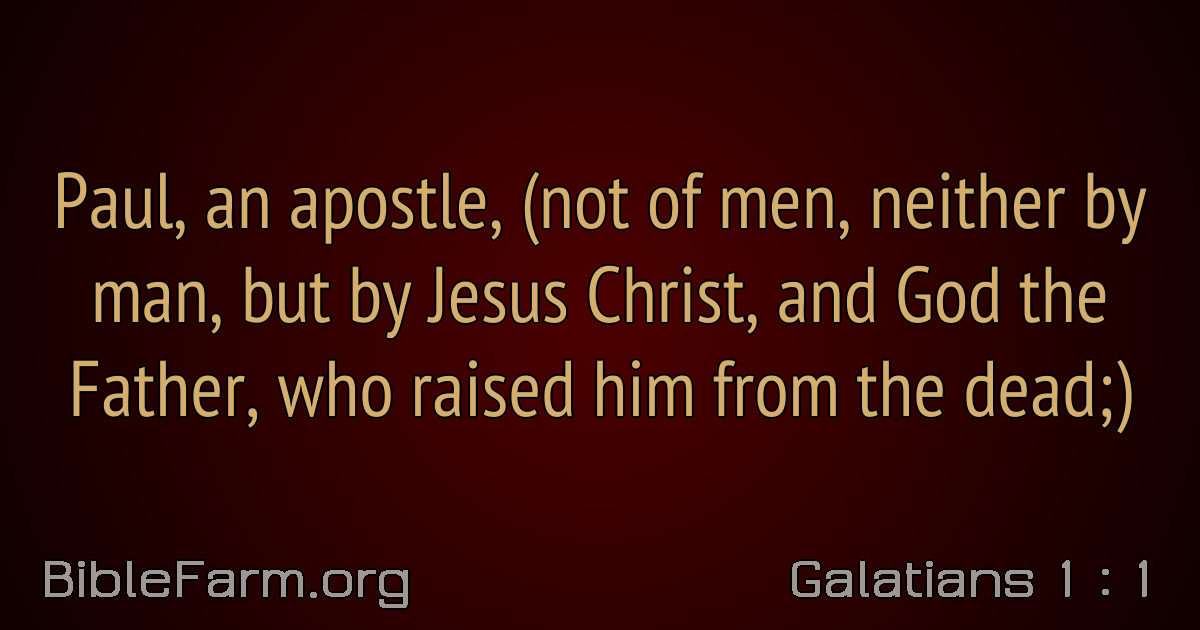 Paul, an apostle, (not of men, neither by
man, but by Jesus Christ, and God the
Father, who raised him from the dead;)
BibleFarm.org
Galatians 1 : 1